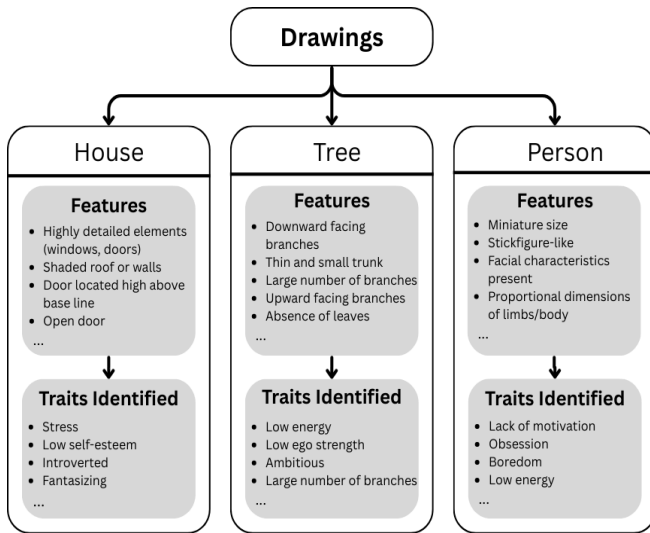 Drawings
House
Features
• Highly detailed elements
(windows, doors)
• Shaded roof or walls
• Door located high above
base line
• Open door
...
Traits Identified
• Stress
• Low self-esteem
• Introverted
• Fantasizing
...
Tree
Features
• Downward facing
branches
• Thin and small trunk
• Large number of branches
• Upward facing branches
• Absence of leaves
...
Traits Identified
• Low energy
• Low ego strength
• Ambitious
• Large number of branches
...
Person
Features
• Miniature size
• Stickfigure-like
• Facial characteristics
present
• Proportional dimensions
of limbs/body
...
Traits Identified
• Lack of motivation
• Obsession
• Boredom
• Low energy
...